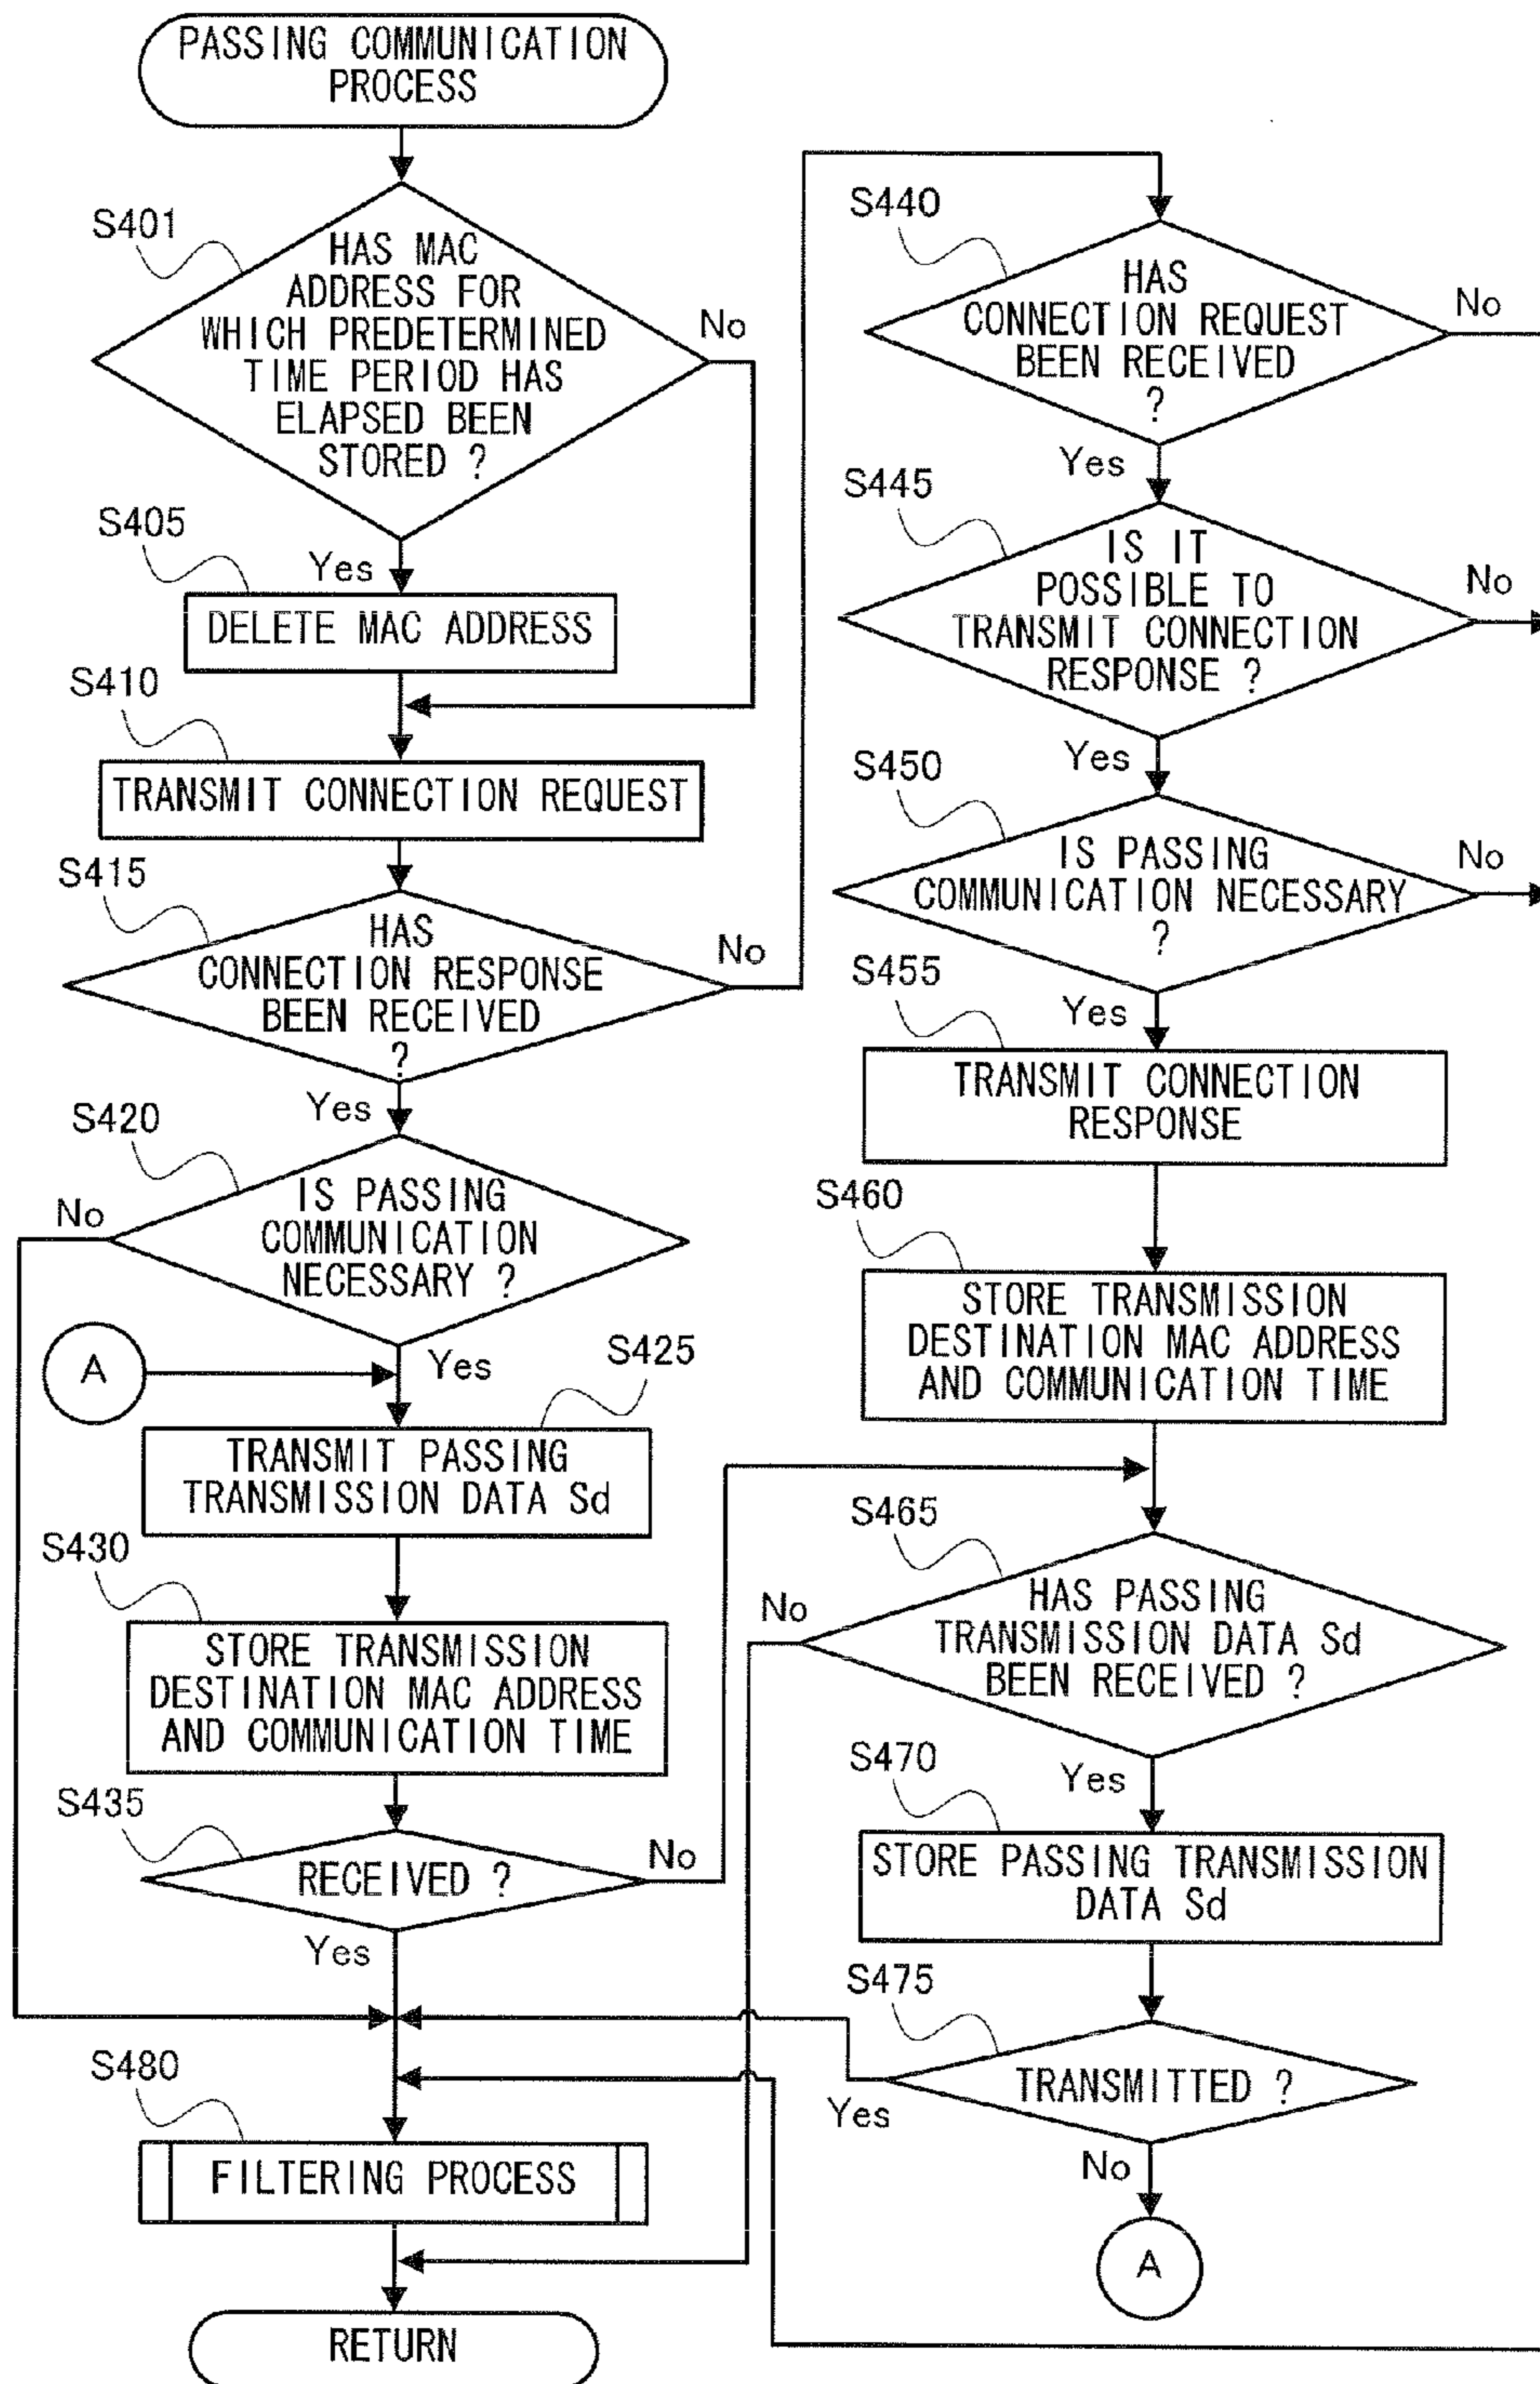 PASSING COMMUNICATION
PROCESS
S401
HAS MAC
ADDRESS FOR
WHICH PREDETERMINED
TIME PERIOD HAS
ELAPSED BEEN
STORED ?
No
Yes
S405
DELETE MAC ADDRESS
S410
TRANSMIT CONNECTION REQUEST
S415
HAS
CONNECTION RESPONSE
BEEN RECEIVED
?
No
Yes
S420
IS PASSING
COMMUNICATION
NECESSARY ?
No
Yes
A
S425
TRANSMIT PASSING
TRANSMISSION DATA Sd
S430
STORE TRANSMISSION
DESTINATION MAC ADDRESS
AND COMMUNICATION TIME
S435
RECEIVED ?
No
Yes
S480
FILTERING PROCESS
RETURN
S440
HAS
CONNECTION REQUEST
BEEN RECEIVED
?
No
Yes
S445
IS IT
POSSIBLE TO
TRANSMIT CONNECTION
RESPONSE ?
No
Yes
S450
IS PASSING
COMMUNICATION NECESSARY
?
No
Yes
S455
TRANSMIT CONNECTION
RESPONSE
S460
STORE TRANSMISSION
DESTINATION MAC ADDRESS
AND COMMUNICATION TIME
S465
HAS PASSING
TRANSMISSION DATA Sd
BEEN RECEIVED ?
No
Yes
S470
STORE PASSING TRANSMISSION
DATA Sd
S475
TRANSMITTED ?
Yes
No
A